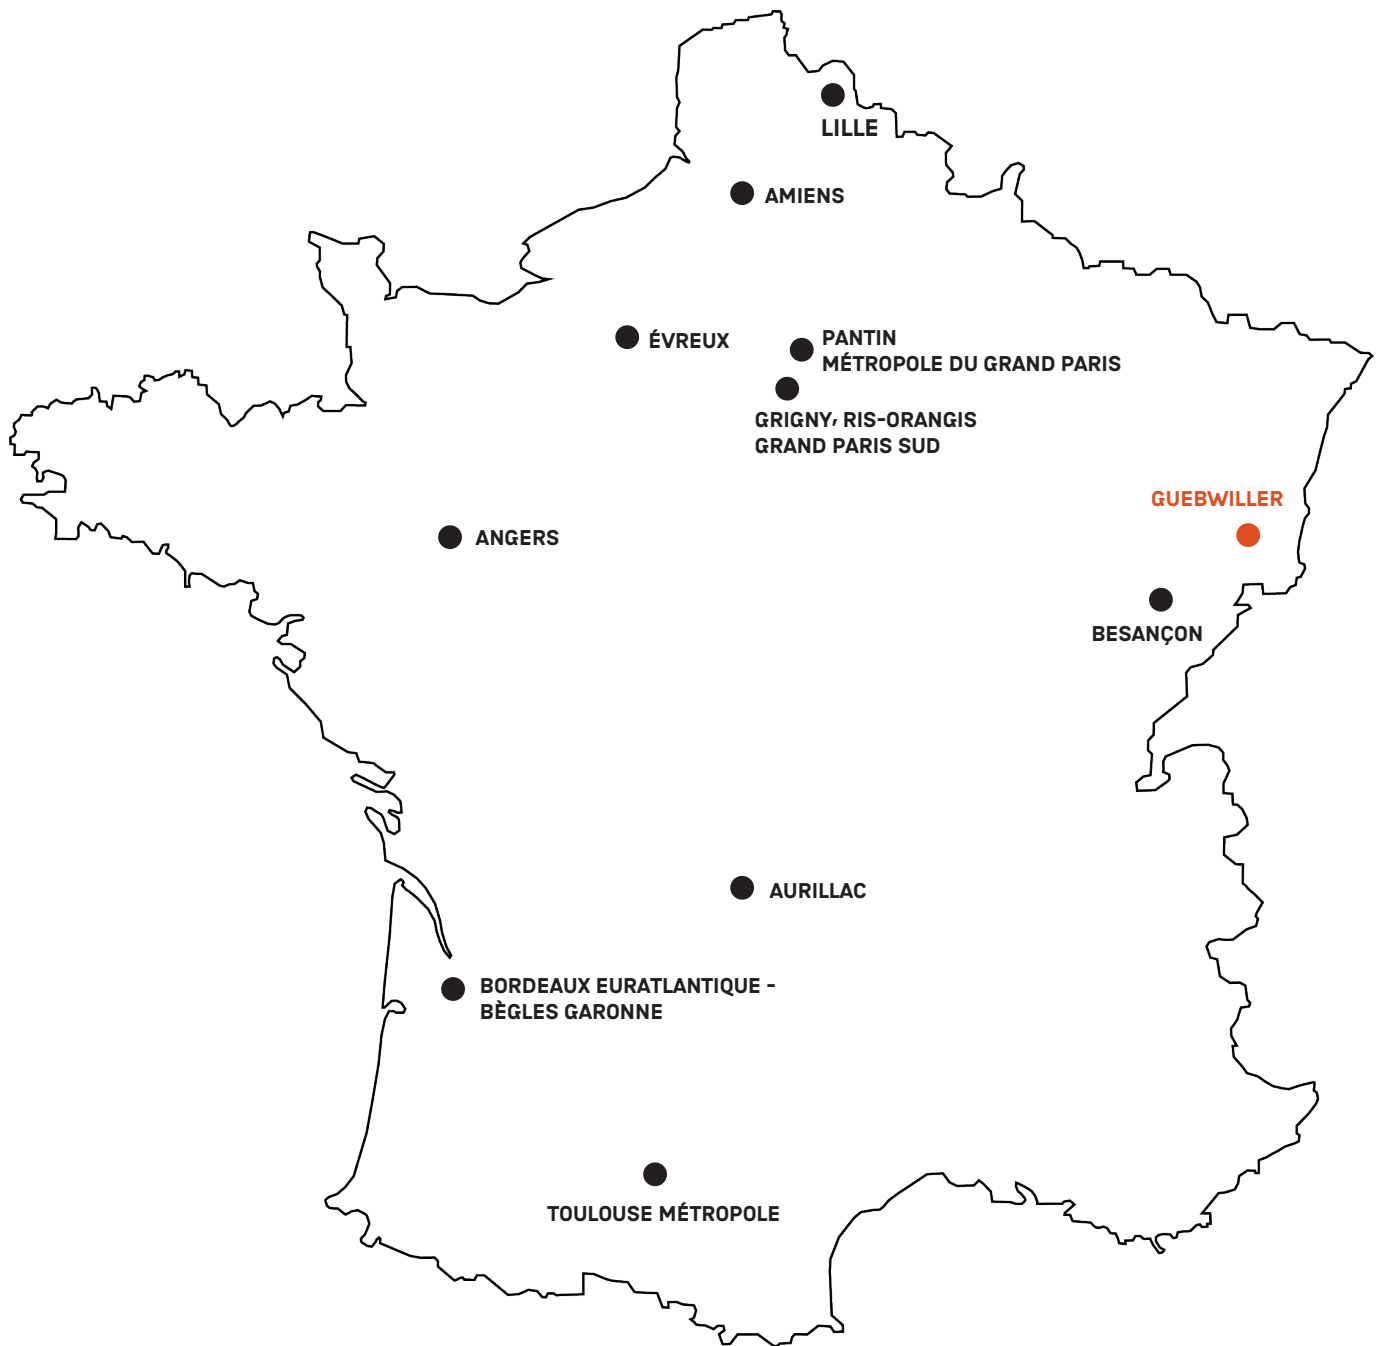 LILLE
AMIENS
ÉVREUX
PANTIN
MÉTROPOLE DU GRAND PARIS
GRIGNY, RIS-ORANGIS
GRAND PARIS SUD
GUEBWILLER
ANGERS
BESANÇON
AURILLAC
BORDEAUX EURATLANTIQUE -
BÈGLES GARONNE
TOULOUSE MÉTROPOLE